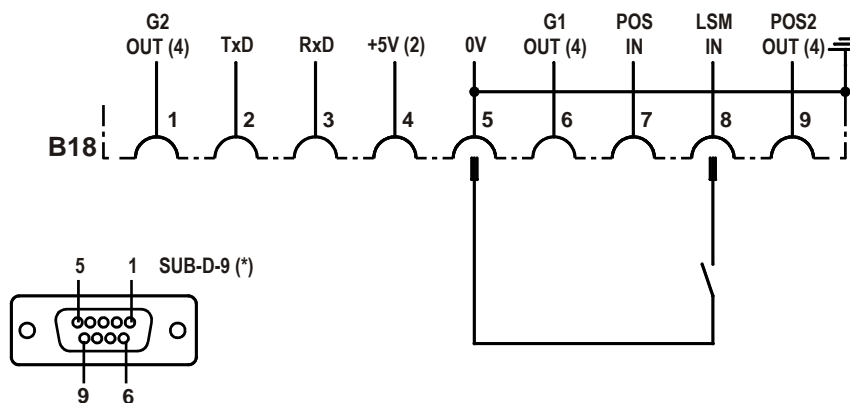 G2 G1 POS LSM POS2
OUT (4) TxD RxD +5V (2) 0V OUT (4) IN IN OUT (4)
1 2 3 4 5 6 7 8 9
B18
5 1 SUB-D-9 (*)
9 6